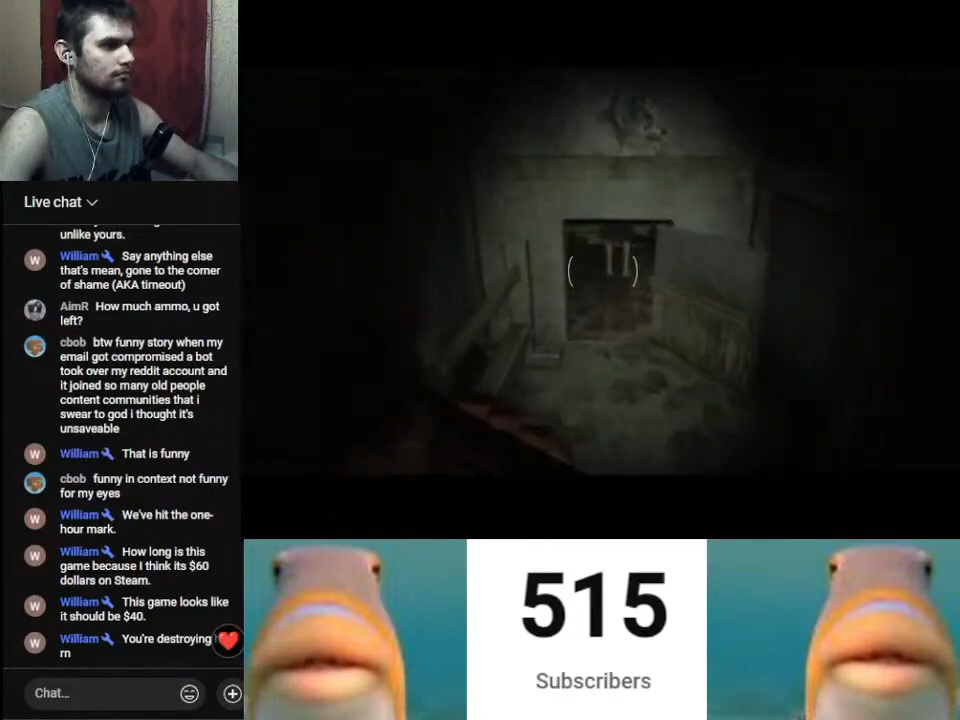 Live chat
unlike yours.
William Say anything else
that's mean, gone to the corner
of shame (AKA timeout)
AimR How much ammo, u got
left?
cbob btw funny story when my
email got compromised a bot
took over my reddit account and
it joined so many old people
content communities that i
swear to god i thought it's
unsaveable
William That is funny
cbob funny in context not funny
for my eyes
William We've hit the one-
hour mark.
William How long is this
game because I think its $60
dollars on Steam.
William This game looks like
it should be $40.
William You're destroying
rn
Chat...
515
Subscribers